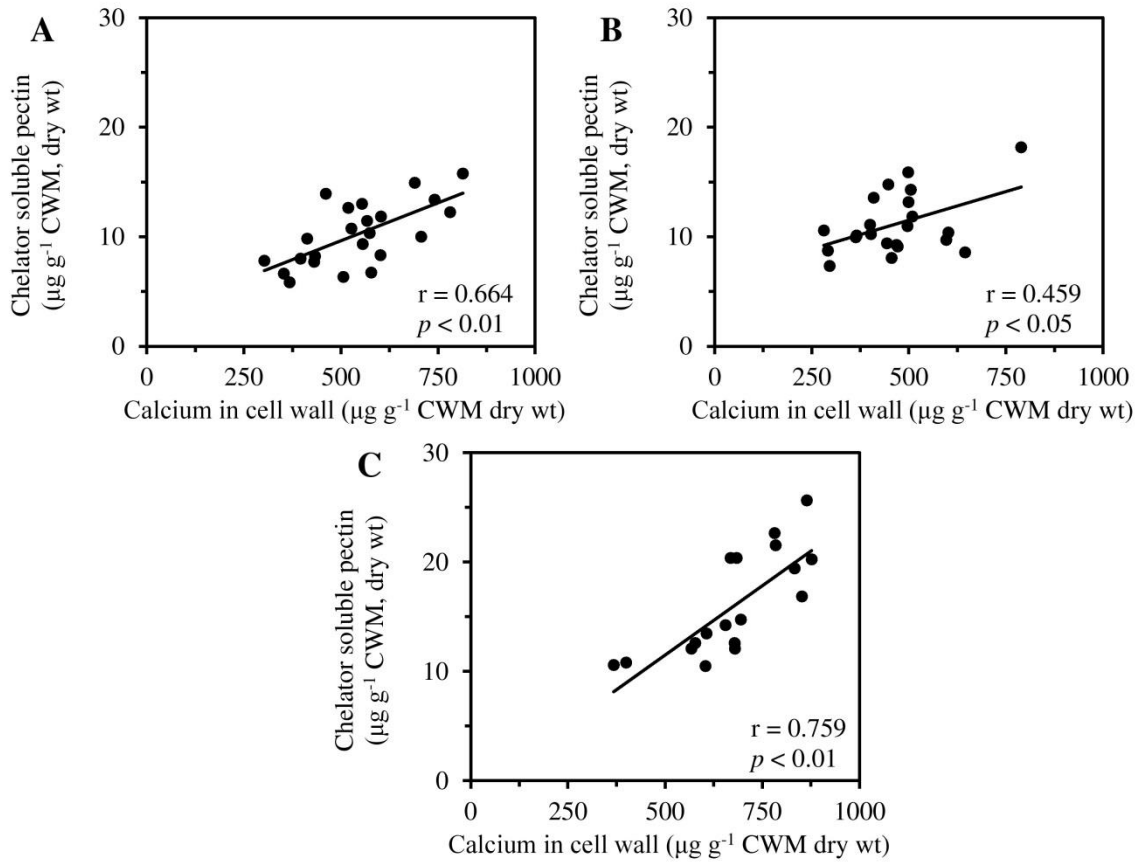 A
Chelator soluble pectin
(µg g⁻¹ CWM, dry wt)
30
20
10
0
r = 0.664
p < 0.01
0 250 500 750 1000
Calcium in cell wall (µg g⁻¹ CWM dry wt)
B
Chelator soluble pectin
(µg g⁻¹ CWM, dry wt)
30
20
10
0
r = 0.459
p < 0.05
0 250 500 750 1000
Calcium in cell wall (µg g⁻¹ CWM dry wt)
C
Chelator soluble pectin
(µg g⁻¹ CWM, dry wt)
30
20
10
0
r = 0.759
p < 0.01
0 250 500 750 1000
Calcium in cell wall (µg g⁻¹ CWM dry wt)